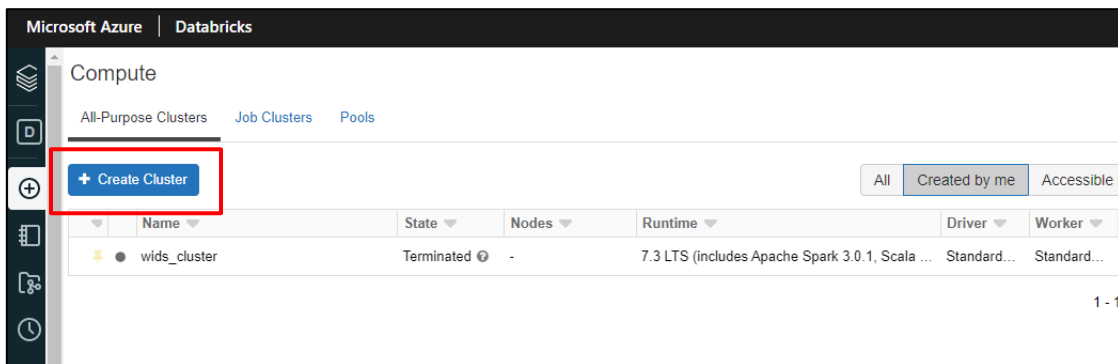 Microsoft Azure | Databricks
Compute
All-Purpose Clusters Job Clusters Pools
D
+ Create Cluster All Created by me Accessible
Name State Nodes Runtime Driver Worker
wids_cluster Terminated ? - 7.3 LTS (includes Apache Spark 3.0.1, Scala ... Standard... Standard...
1 - 1